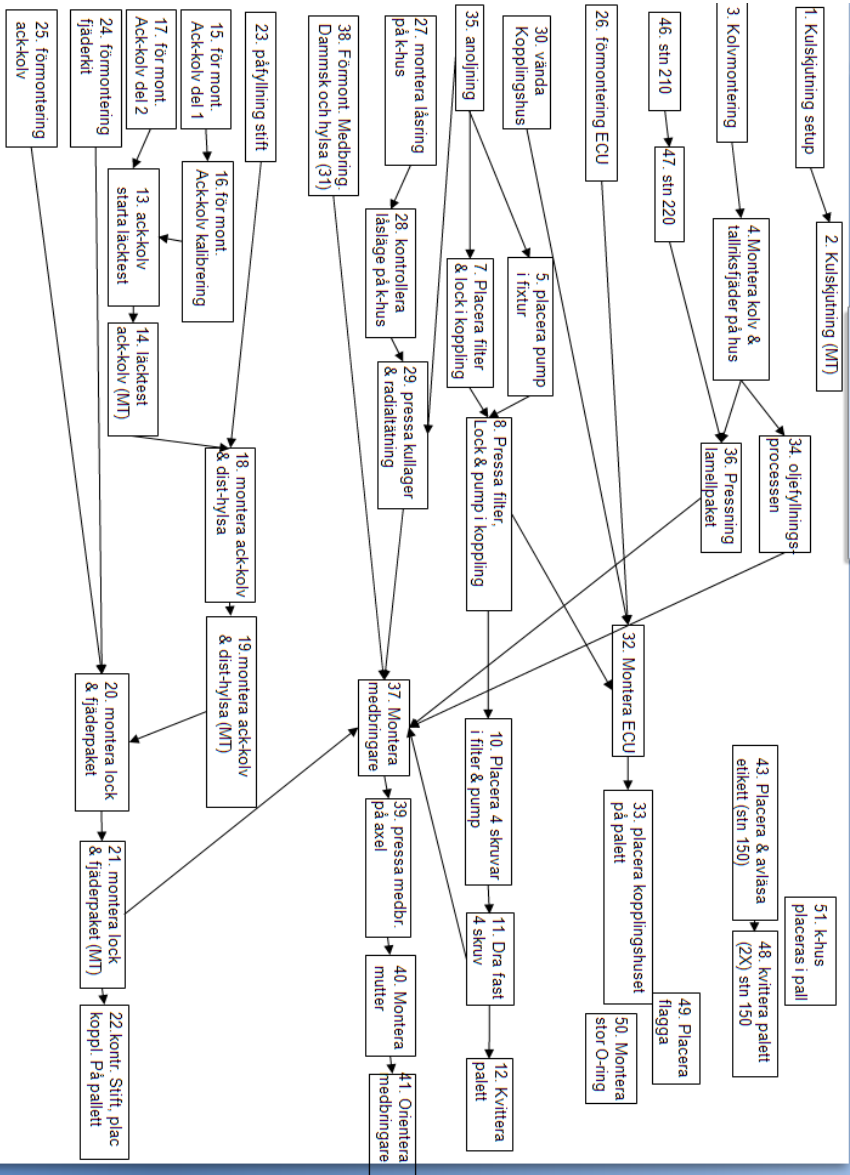 1. Kulskjutning setup
2. Kulskjutning (MT)
3. Kolvmontering
4.Montera kolv &
tallriksfjäder på hus
34. oljefyllnings-
processen
46. stn 210
47. stn 220
36. Pressning
lamellpaket
43. Placera & avläsa
etikett (stn 150)
51. k-hus
placeras i pall
48. kvittera palett
(2X) stn 150
26. förmontering ECU
32. Montera ECU
33. placera kopplingshuset
på palett
49. Placera
flagga
50. Montera
stor O-ring
30. vända
Kopplingshus
35. anoljning
5. placera pump
i fixtur
7. Placera filter
& lock i koppling
8. Pressa filter,
Lock & pump i koppling
10. Placera 4 skruvar
i filter & pump
11. Dra fast
4 skruv
12. Kvittera
palett
27. montera låsring
på k-hus
28. kontrollera
låsläge på k-hus
29. pressa kullager
& radialtätning
38. Förmont. Medbring.
Dammsk och hylsa (31)
37. Montera
medbringare
39. pressa medbr.
på axel
40. Montera
mutter
41. Orientera
medbringare
23. påfyllning stift
15. för mont.
Ack-kolv del 1
16.för mont.
Ack-kolv kalibrering
17. för mont.
Ack-kolv del 2
13. ack-kolv
starta läcktest
14. läcktest
ack-kolv (MT)
18. montera ack-kolv
& dist-hylsa
19.montera ack-kolv
& dist-hylsa (MT)
24. förmontering
fjäderkit
25. förmontering
ack-kolv
20. montera lock
& fjäderpaket
21. montera lock
& fjäderpaket (MT)
22.kontr. Stift, plac
koppl. På pallett